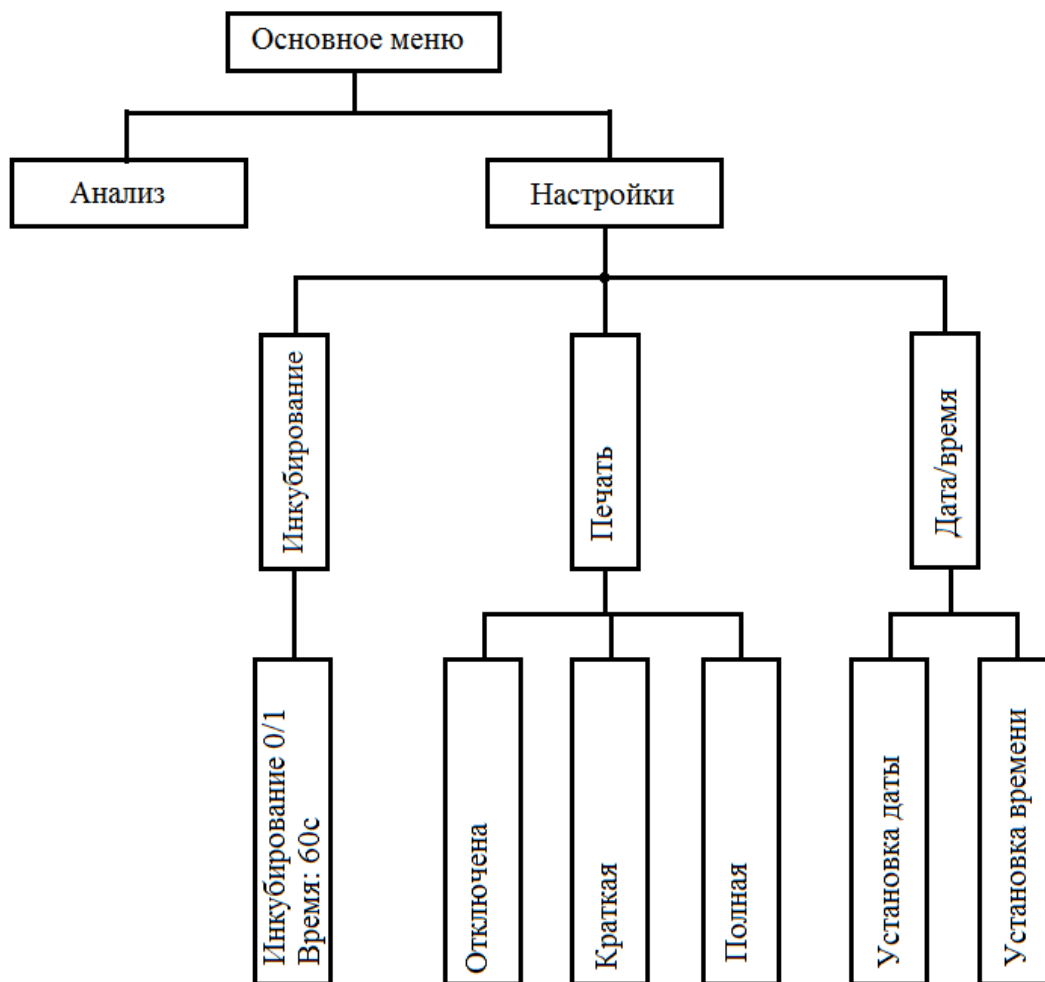 Основное меню
Анализ
Настройки
Инкубирование
Печать
Дата/время
Инкубирование 0/1
Время: 60с
Отключена
Краткая
Полная
Установка даты
Установка времени